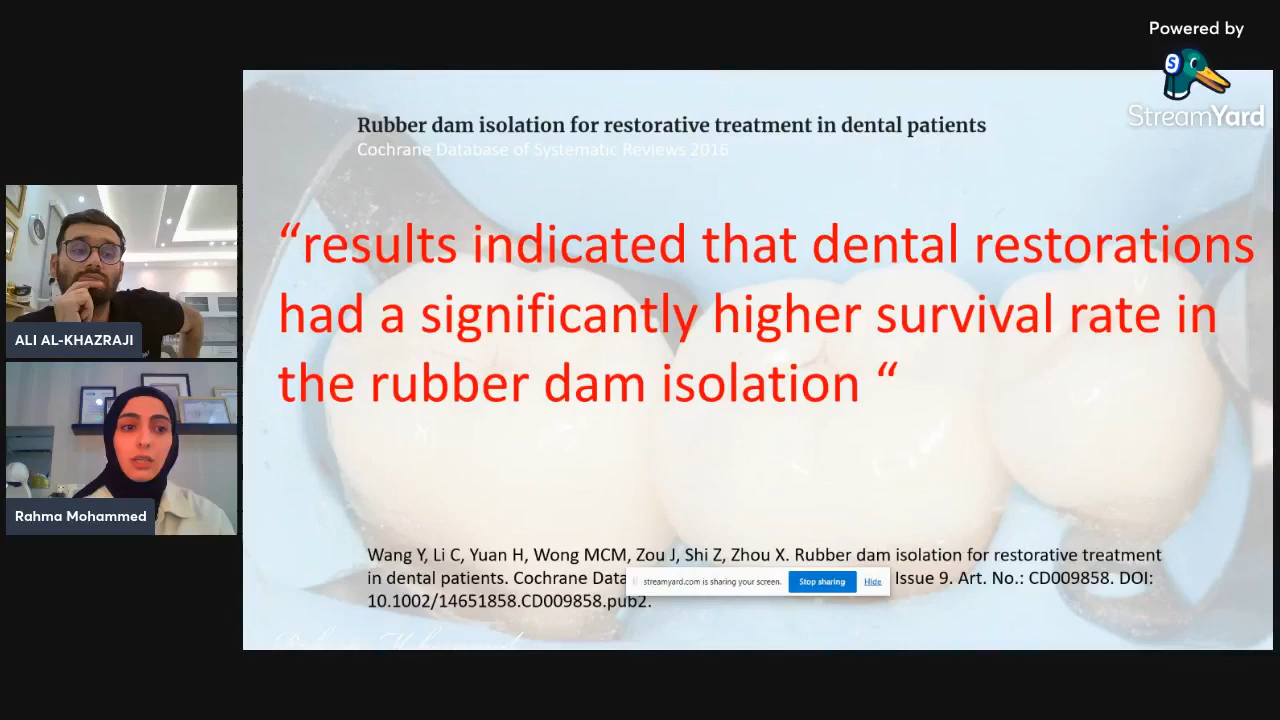 Powered by
StreamYard
Rubber dam isolation for restorative treatment in dental patients
Cochrane Database of Systematic Reviews 2016
“results indicated that dental restorations
had a significantly higher survival rate in
the rubber dam isolation “
ALI AL-KHAZRAJI
Rahma Mohammed
Wang Y, Li C, Yuan H, Wong MCM, Zou J, Shi Z, Zhou X. Rubber dam isolation for restorative treatment
in dental patients. Cochrane Data Issue 9. Art. No.: CD009858. DOI:
streamyard.com is sharing your screen. Stop sharing Hide
10.1002/14651858.CD009858.pub2.